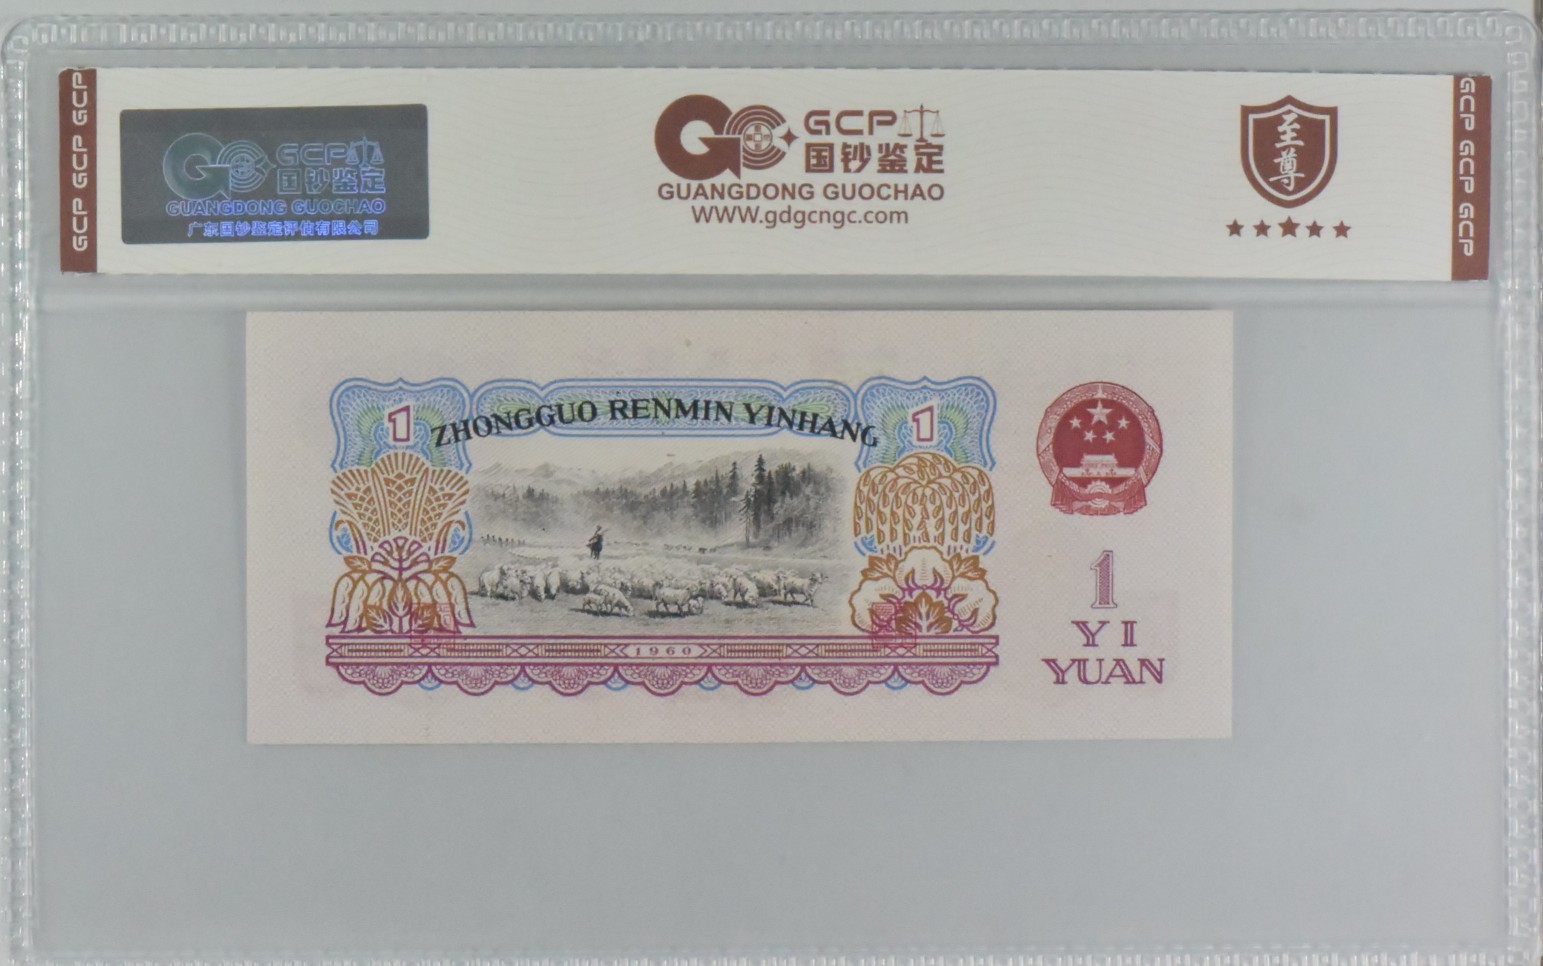 GCP GCP GCP
GCP
国钞鉴定
GUANGDONG GUOCHAO
广东国钞鉴定评估有限公司
GCP
国钞鉴定
GUANGDONG GUOCHAO
WWW.gdgcngc.com
至尊
GCP GCP GCP
1
ZHONGGUO RENMIN YINHANG
1
1960
1
YI
YUAN